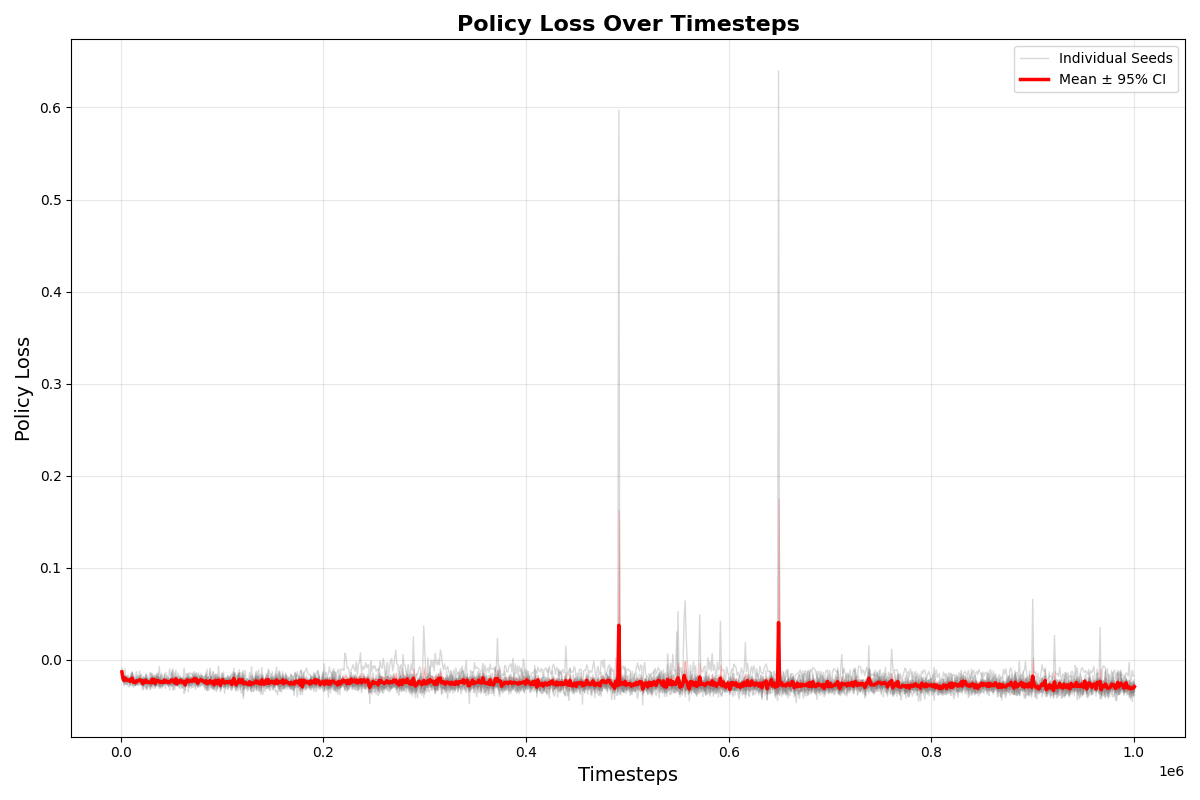 Policy Loss Over Timesteps
Individual Seeds
Mean ± 95% CI
Policy Loss
0.6
0.5
0.4
0.3
0.2
0.1
0.0
0.0 0.2 0.4 0.6 0.8 1.0
1e6
Timesteps